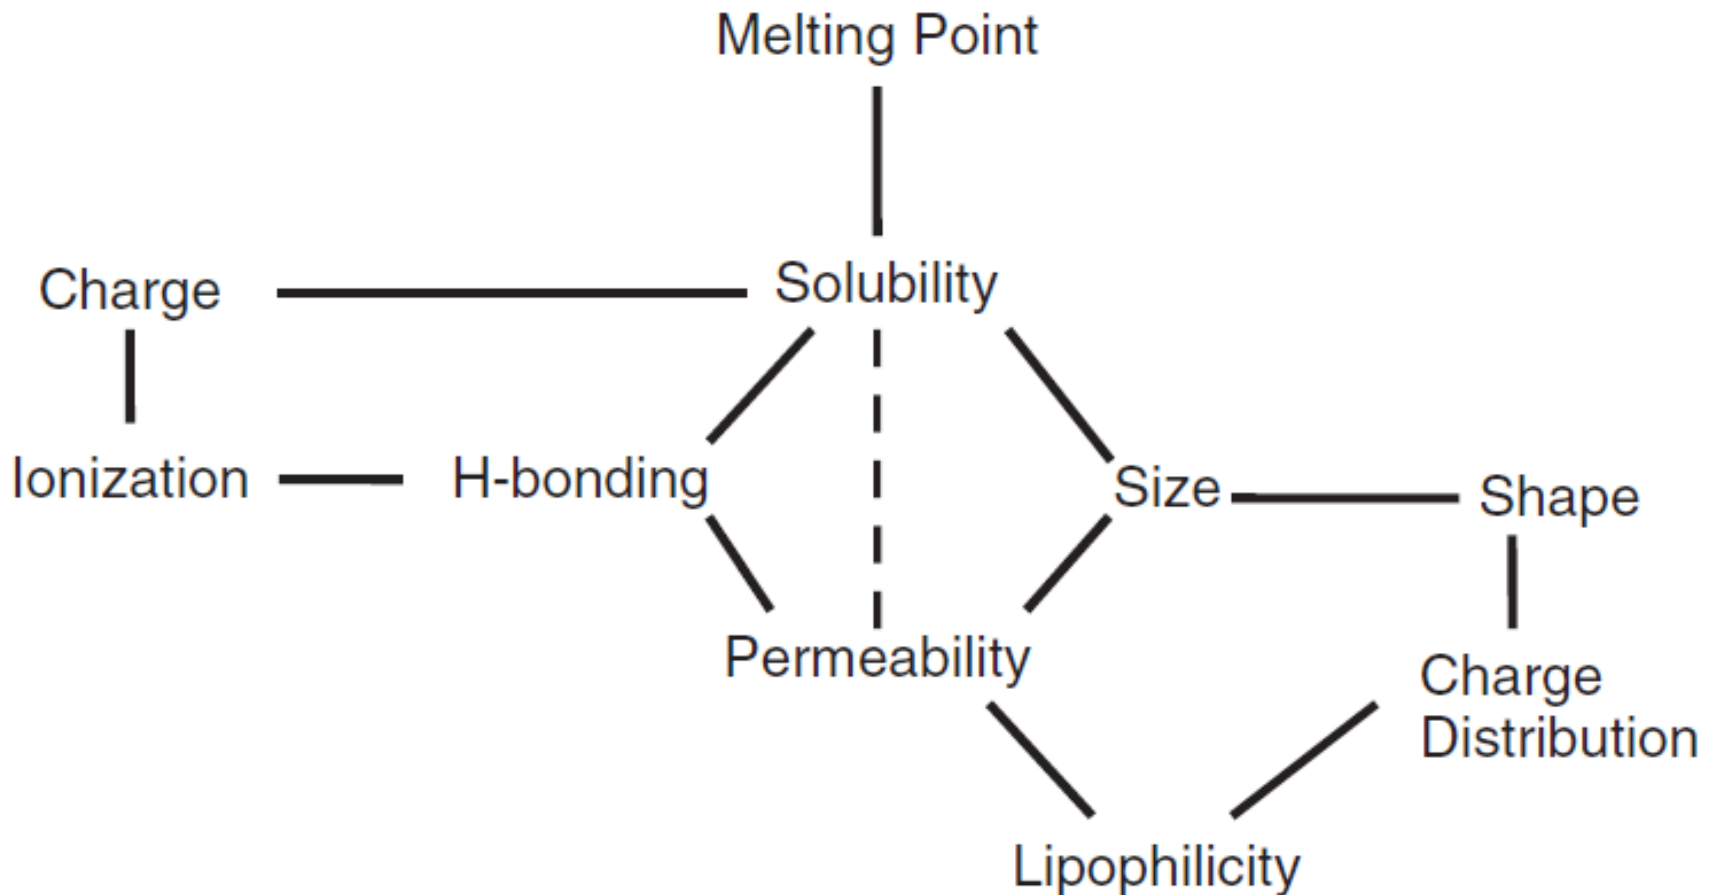 Melting Point
Charge
Solubility
Ionization
H-bonding
Size
Shape
Permeability
Charge
Distribution
Lipophilicity